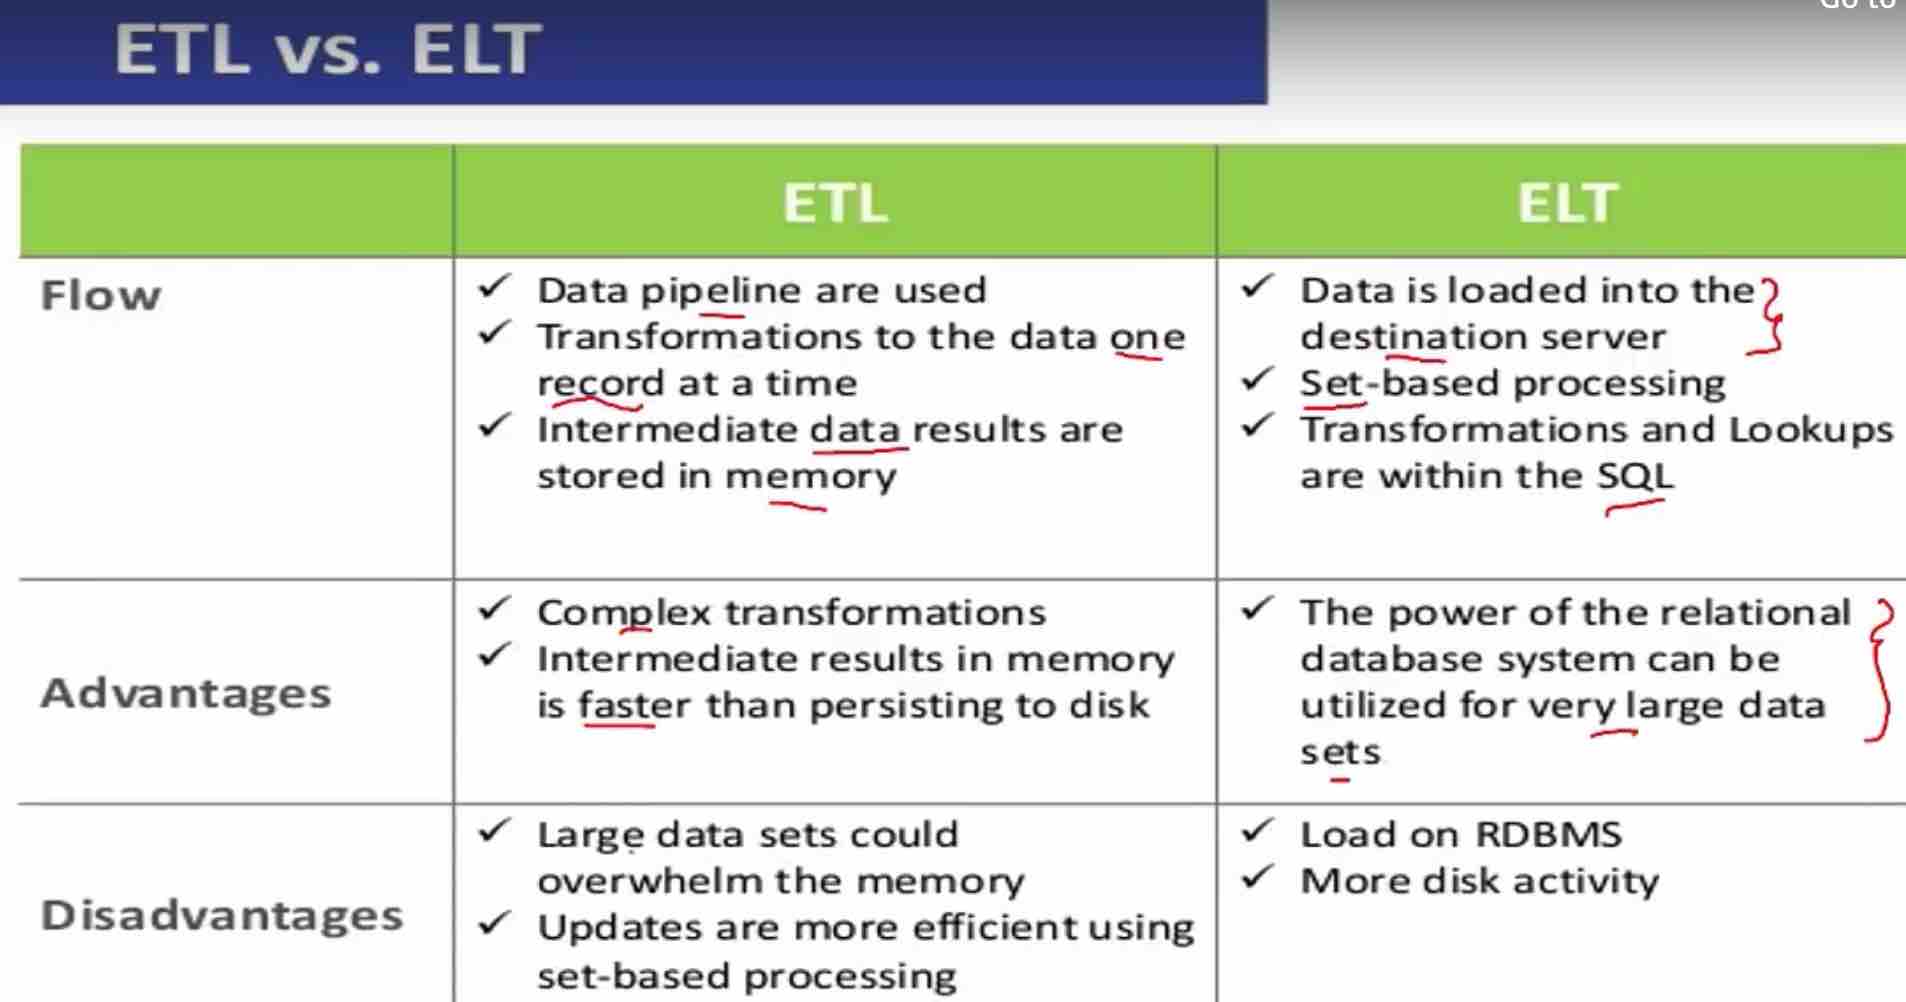 Go to
ETL vs. ELT
ETL
ELT
Flow
✓ Data pipeline are used
✓ Transformations to the data one
record at a time
✓ Intermediate data results are
stored in memory
✓ Data is loaded into the
destination server
✓ Set-based processing
✓ Transformations and Lookups
are within the SQL
Advantages
✓ Complex transformations
✓ Intermediate results in memory
is faster than persisting to disk
✓ The power of the relational
database system can be
utilized for very large data
sets
Disadvantages
✓ Large data sets could
overwhelm the memory
✓ Updates are more efficient using
set-based processing
✓ Load on RDBMS
✓ More disk activity